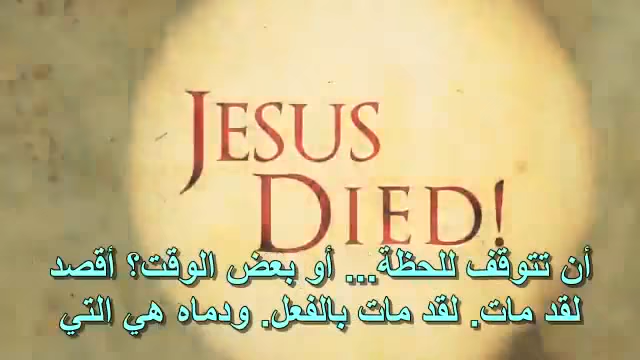 JESUS
DIED!
أن تتوقف للحظة... أو بعض الوقت؟ أقصد
لقد مات. لقد مات بالفعل. ودماه هي التي